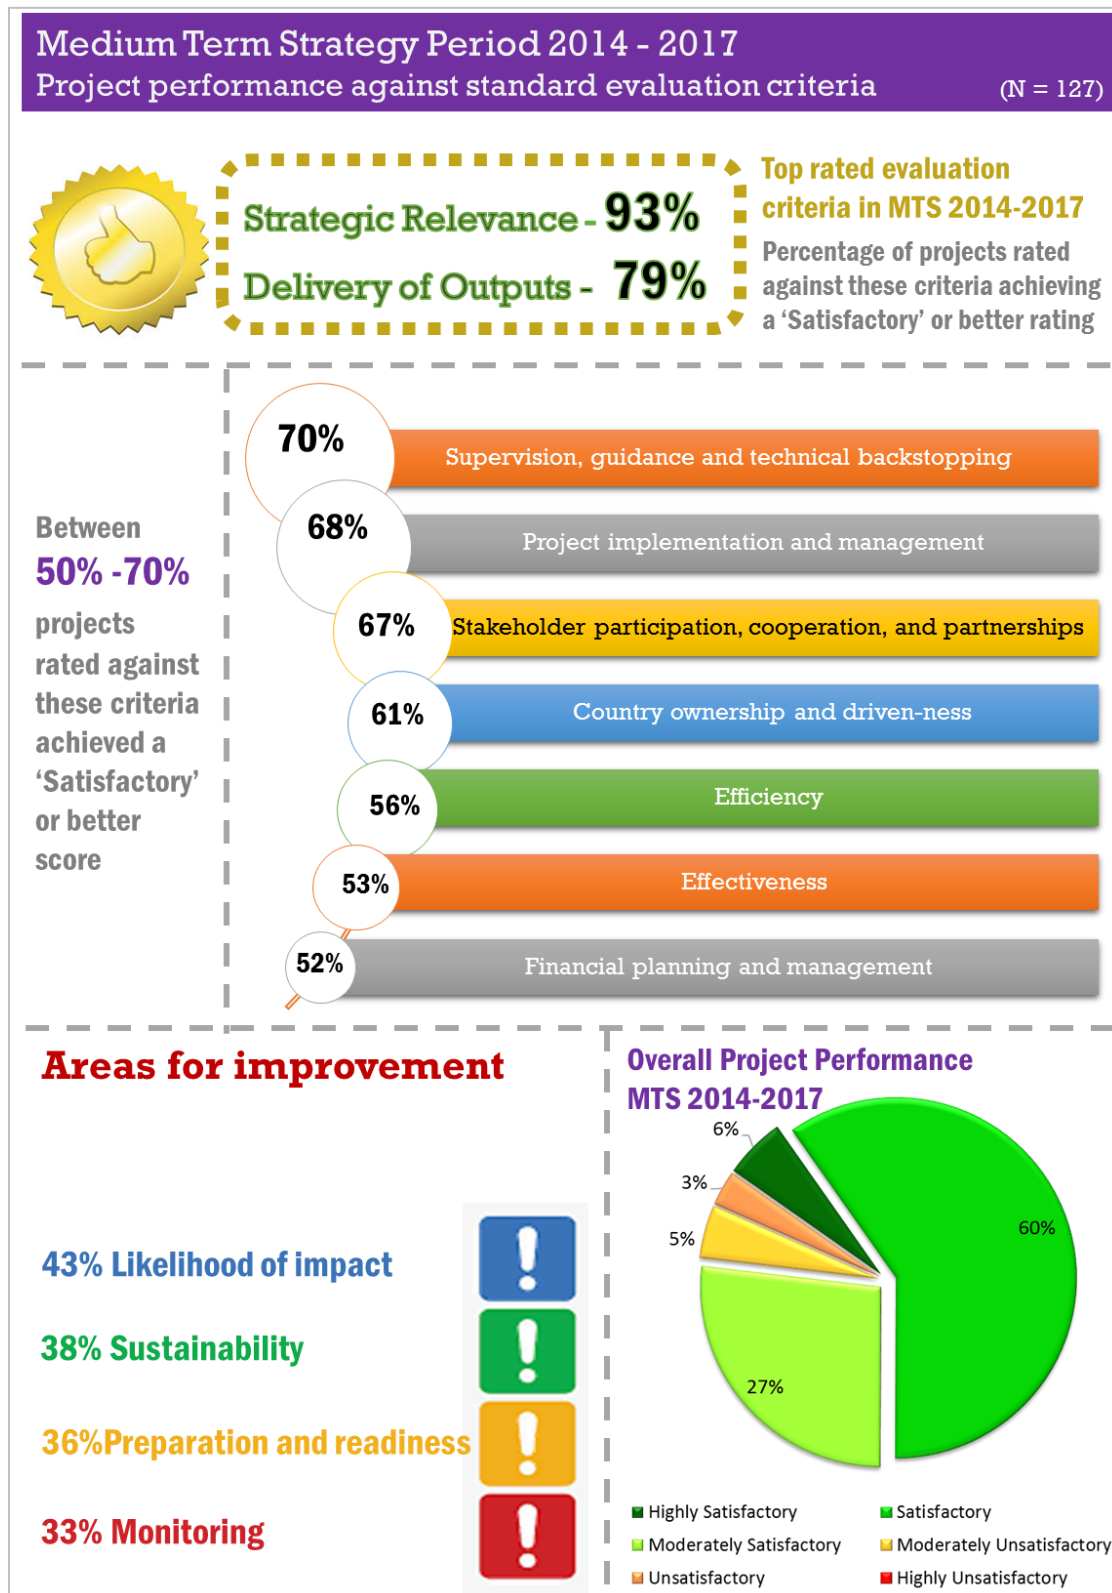 Medium Term Strategy Period 2014 - 2017
Project performance against standard evaluation criteria (N = 127)
Strategic Relevance - 93%
Delivery of Outputs - 79%
Top rated evaluation
criteria in MTS 2014-2017
Percentage of projects rated
against these criteria achieving
a ‘Satisfactory’ or better rating
Between
50% -70%
projects
rated against
these criteria
achieved a
‘Satisfactory’
or better
score
70% Supervision, guidance and technical backstopping
68% Project implementation and management
67% Stakeholder participation, cooperation, and partnerships
61% Country ownership and driven-ness
56% Efficiency
53% Effectiveness
52% Financial planning and management
Areas for improvement
43% Likelihood of impact
38% Sustainability
36%Preparation and readiness
33% Monitoring
Overall Project Performance
MTS 2014-2017
6%
3%
5%
60%
27%
Highly Satisfactory Satisfactory
Moderately Satisfactory Moderately Unsatisfactory
Unsatisfactory Highly Unsatisfactory